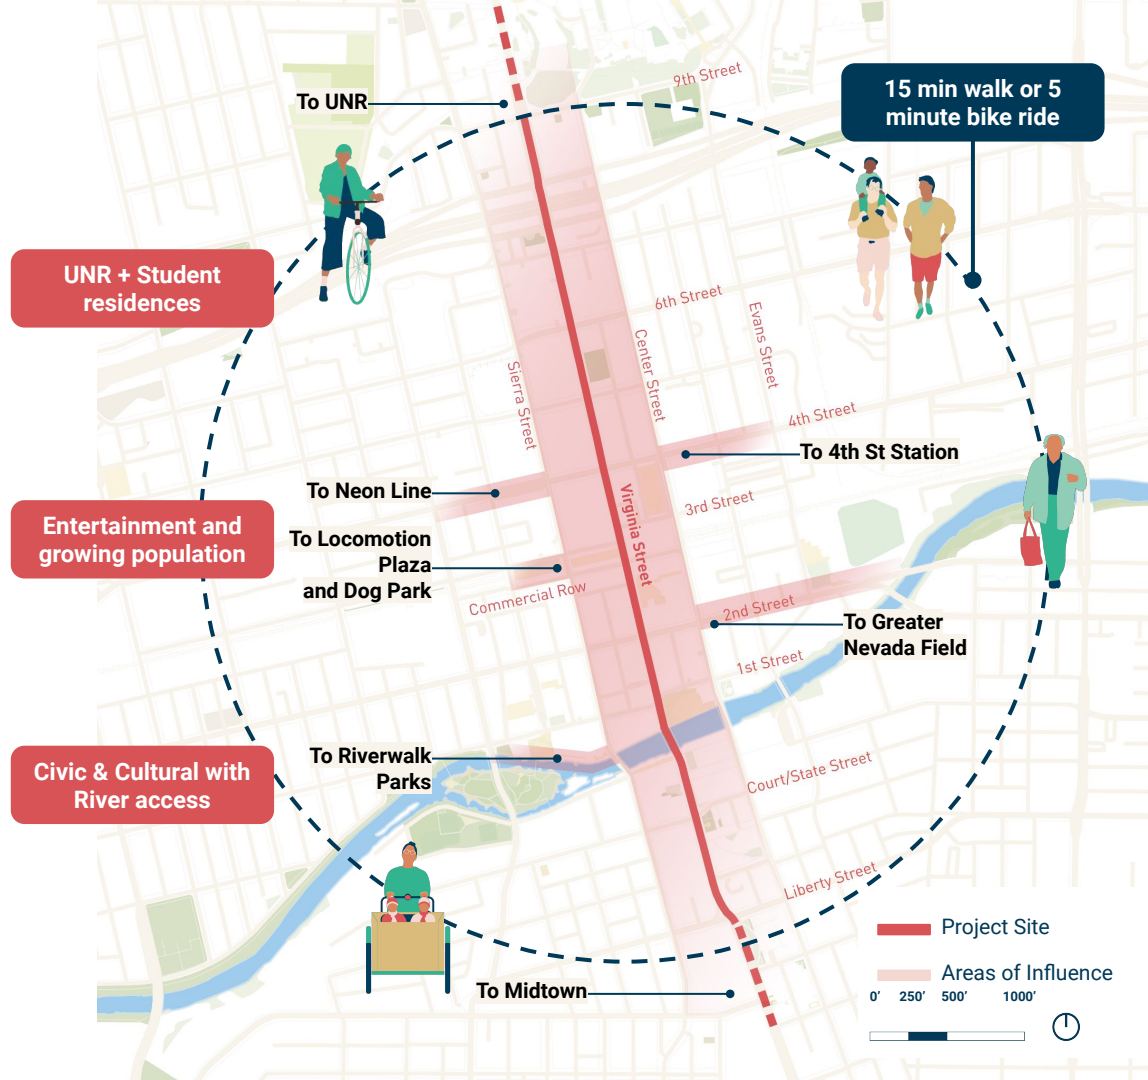 9th Street
15 min walk or 5
minute bike ride
To UNR
UNR + Student
residences
6th Street
Evans Street
Center Street
Sierra Street
4th Street
To 4th St Station
To Neon Line
3rd Street
Virginia Street
Entertainment and
growing population
To Locomotion
Plaza
and Dog Park
Commercial Row
2nd Street
To Greater
Nevada Field
1st Street
Civic & Cultural with
River access
To Riverwalk
Parks
Court/State Street
Liberty Street
Project Site
Areas of Influence
To Midtown
0' 250' 500' 1000'